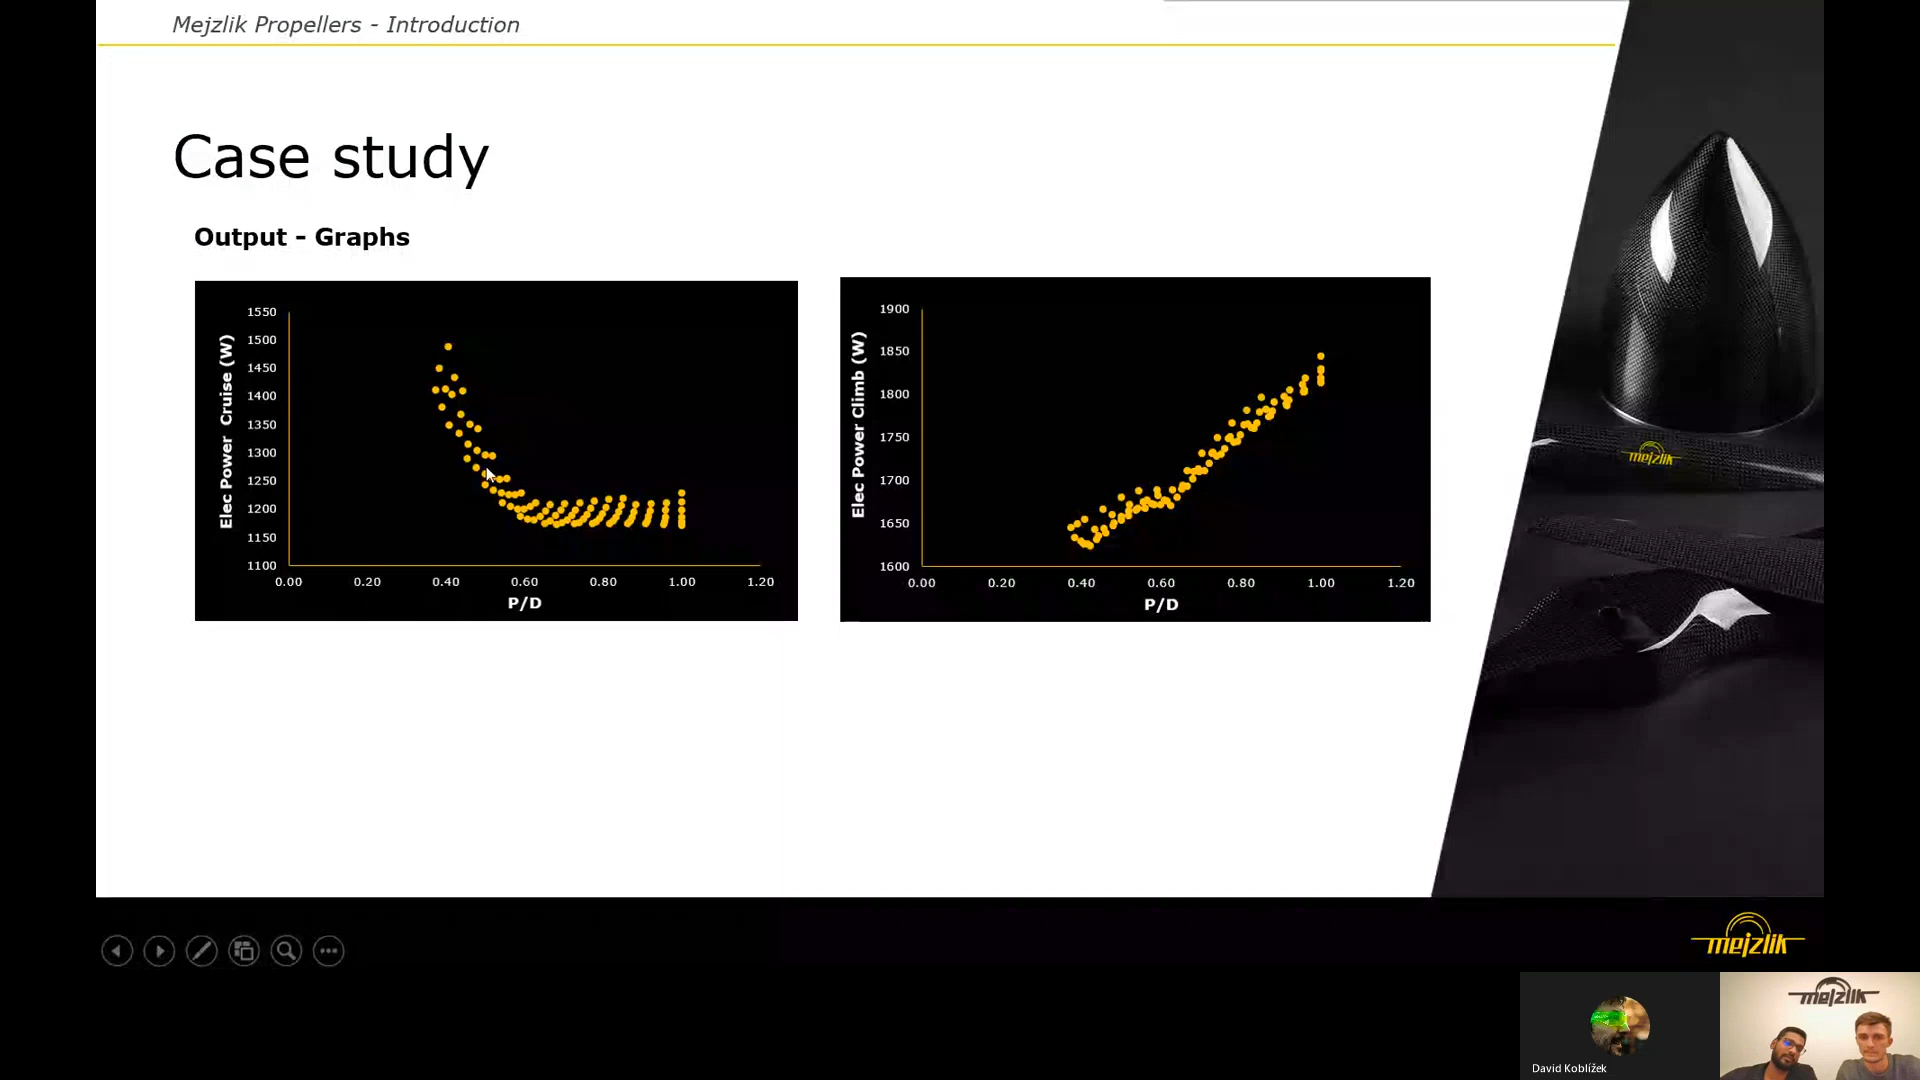 Mejzlik Propellers - Introduction
Case study
Output - Graphs
Elec Power Cruise (W)
1550
1500
1450
1400
1350
1300
1250
1200
1150
1100
0.00 0.20 0.40 0.60 0.80 1.00 1.20
P/D
Elec Power Climb (W)
1900
1850
1800
1750
1700
1650
1600
0.00 0.20 0.40 0.60 0.80 1.00 1.20
P/D
mejzlik
mejzlik
mejzlik
David Koblížek